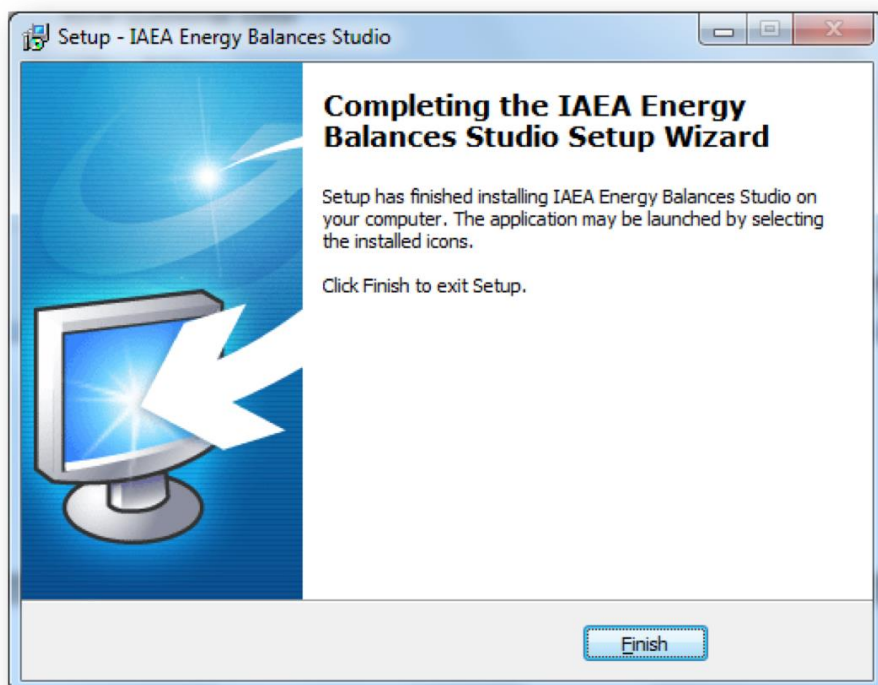 Setup - IAEA Energy Balances Studio
Completing the IAEA Energy
Balances Studio Setup Wizard
Setup has finished installing IAEA Energy Balances Studio on
your computer. The application may be launched by selecting
the installed icons.
Click Finish to exit Setup.
Finish